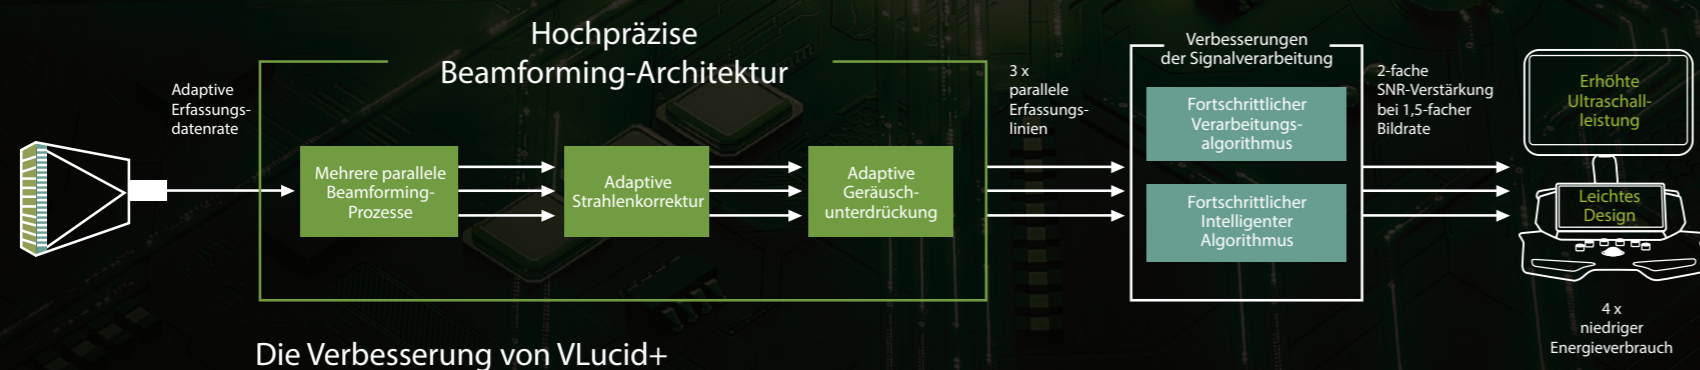 Hochpräzise
Beamforming-Architektur
Adaptive
Erfassungs-
datenrate
Mehrere parallele
Beamforming-
Prozesse
Adaptive
Strahlenkorrektur
Adaptive
Geräusch-
unterdrückung
3 x
parallele
Erfassungs-
linien
Verbesserungen
der Signalverarbeitung
Fortschrittlicher
Verarbeitungs-
algorithmus
Fortschrittlicher
Intelligenter
Algorithmus
2-fache
SNR-Verstärkung
bei 1,5-facher
Bildrate
Erhöhte
Ultraschall-
leistung
Leichtes
Design
4 x
niedriger
Energieverbrauch
Die Verbesserung von VLucid+